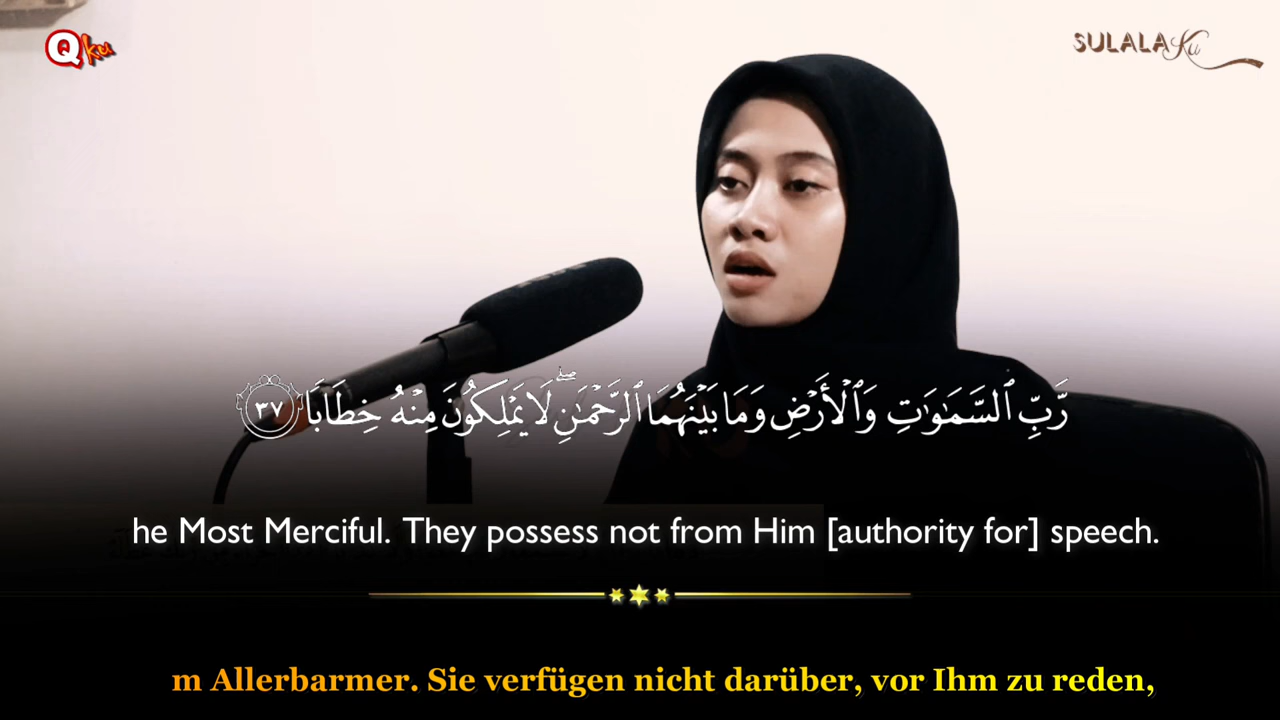 Qku
SULALAKu
رَّبِّ ٱلسَّمَـٰوَٰتِ وَٱلْأَرْضِ وَمَا بَيْنَهُمَا ٱلرَّحْمَـٰنِ ۖ لَا يَمْلِكُونَ مِنْهُ خِطَابًا ٣٧
he Most Merciful. They possess not from Him [authority for] speech.
m Allerbarmer. Sie verfügen nicht darüber, vor Ihm zu reden,